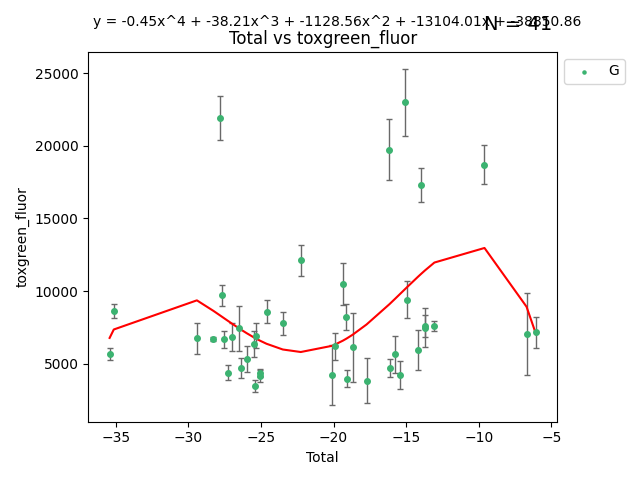 y = -0.45x^4 + -38.21x^3 + -1128.56x^2 + -13104.01x + -38850.86
N = 41
Total vs toxgreen_fluor
G
toxgreen_fluor
25000
20000
15000
10000
5000
−35
−30
−25
−20
−15
−10
−5
Total